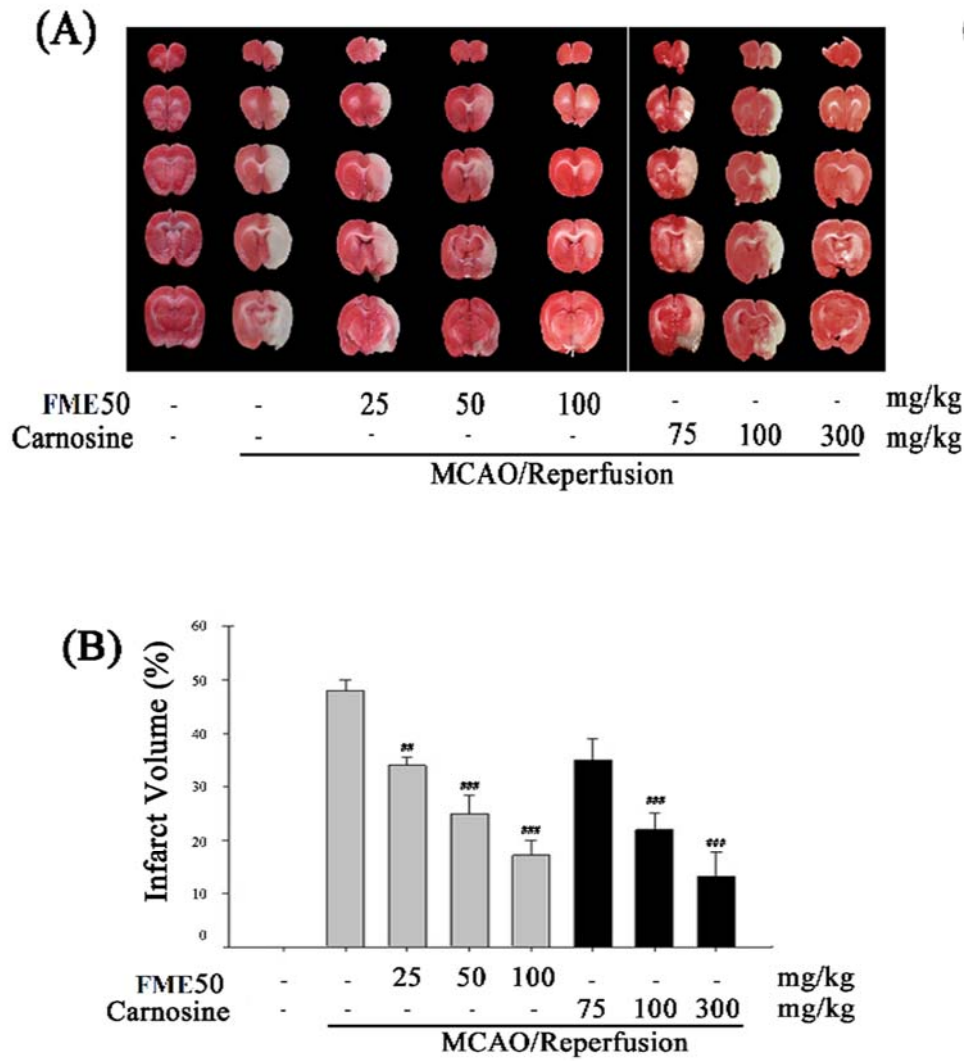 (A)
FME50 - - 25 50 100 - - - mg/kg
Carnosine - - - - - 75 100 300 mg/kg
MCAO/Reperfusion
(B)
Infarct Volume (%)
60
50
40
30
20
10
0
## ### ### ### ###
FME50 - - 25 50 100 - - - mg/kg
Carnosine - - - - - 75 100 300 mg/kg
MCAO/Reperfusion